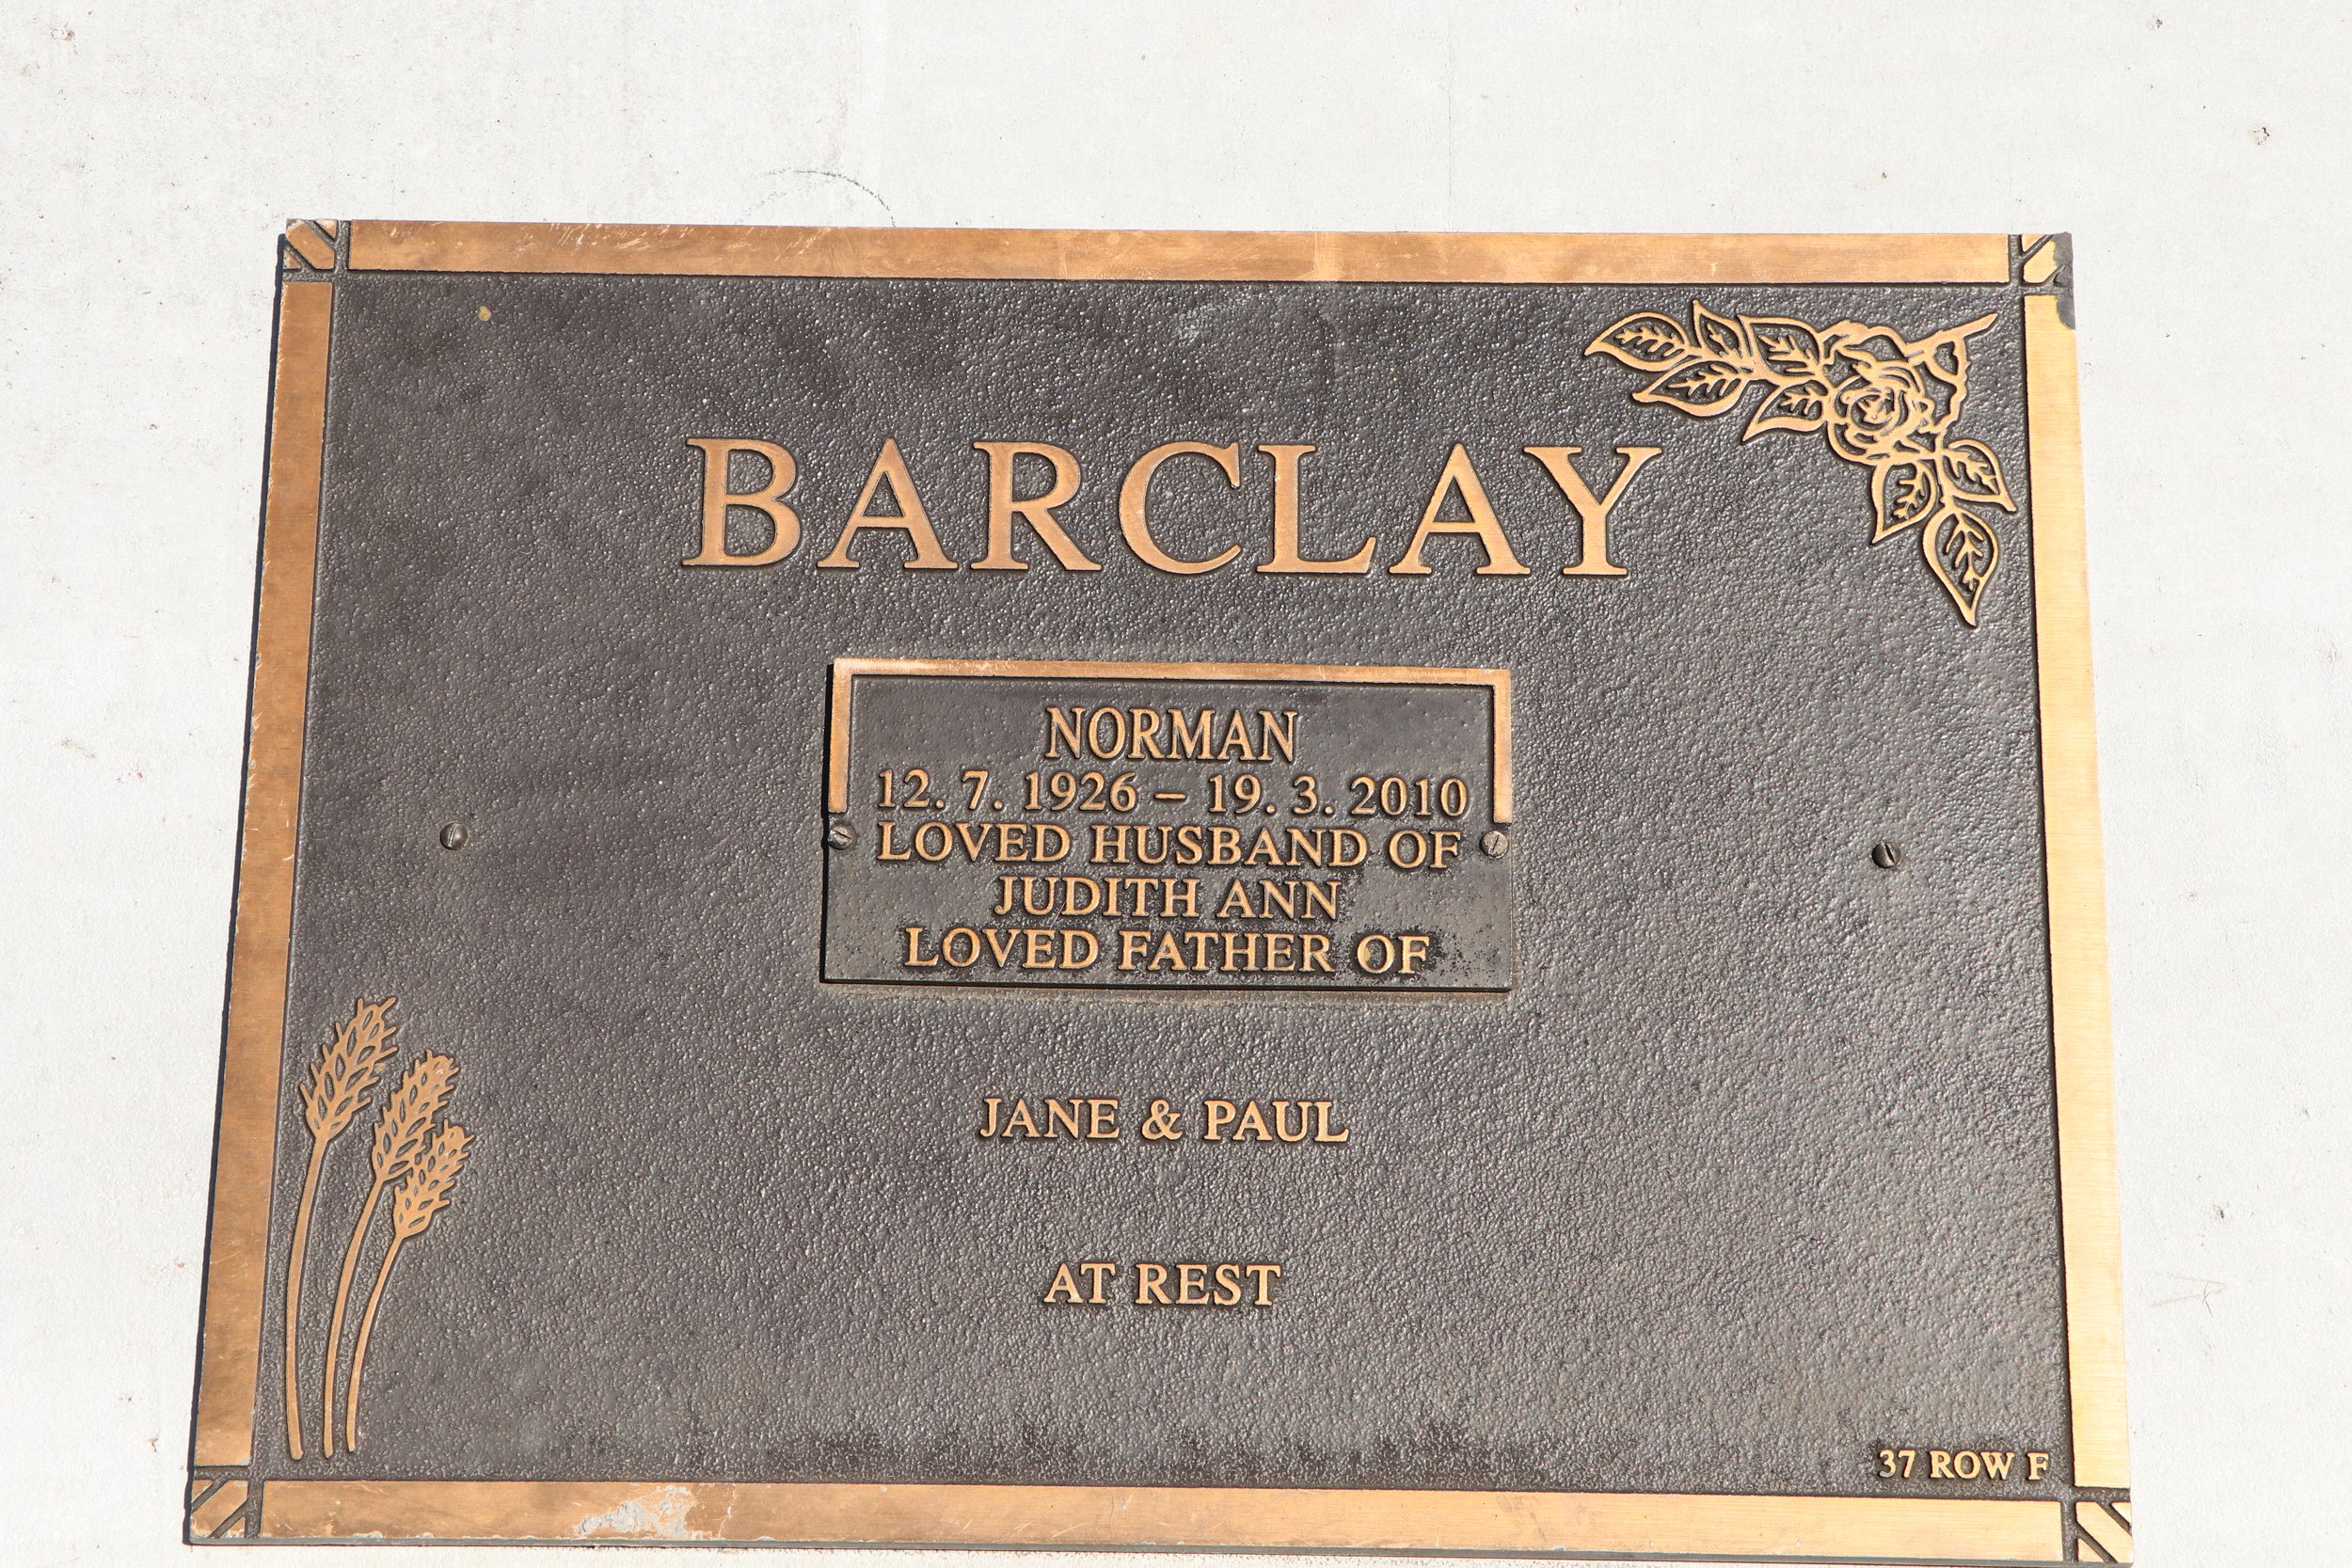 BARCLAY
NORMAN
12. 7. 1926 – 19. 3. 2010
LOVED HUSBAND OF
JUDITH ANN
LOVED FATHER OF
JANE & PAUL
AT REST
37 ROW F